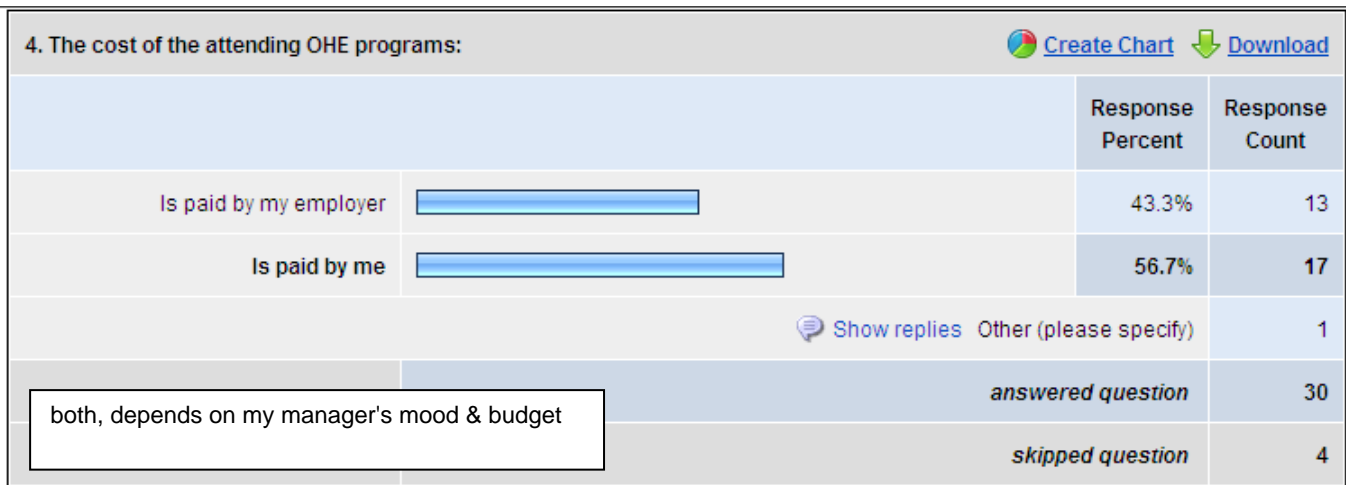 4. The cost of the attending OHE programs: Create Chart Download
Response Percent Response Count
Is paid by my employer 43.3% 13
Is paid by me 56.7% 17
Show replies Other (please specify) 1
answered question 30
both, depends on my manager's mood & budget
skipped question 4